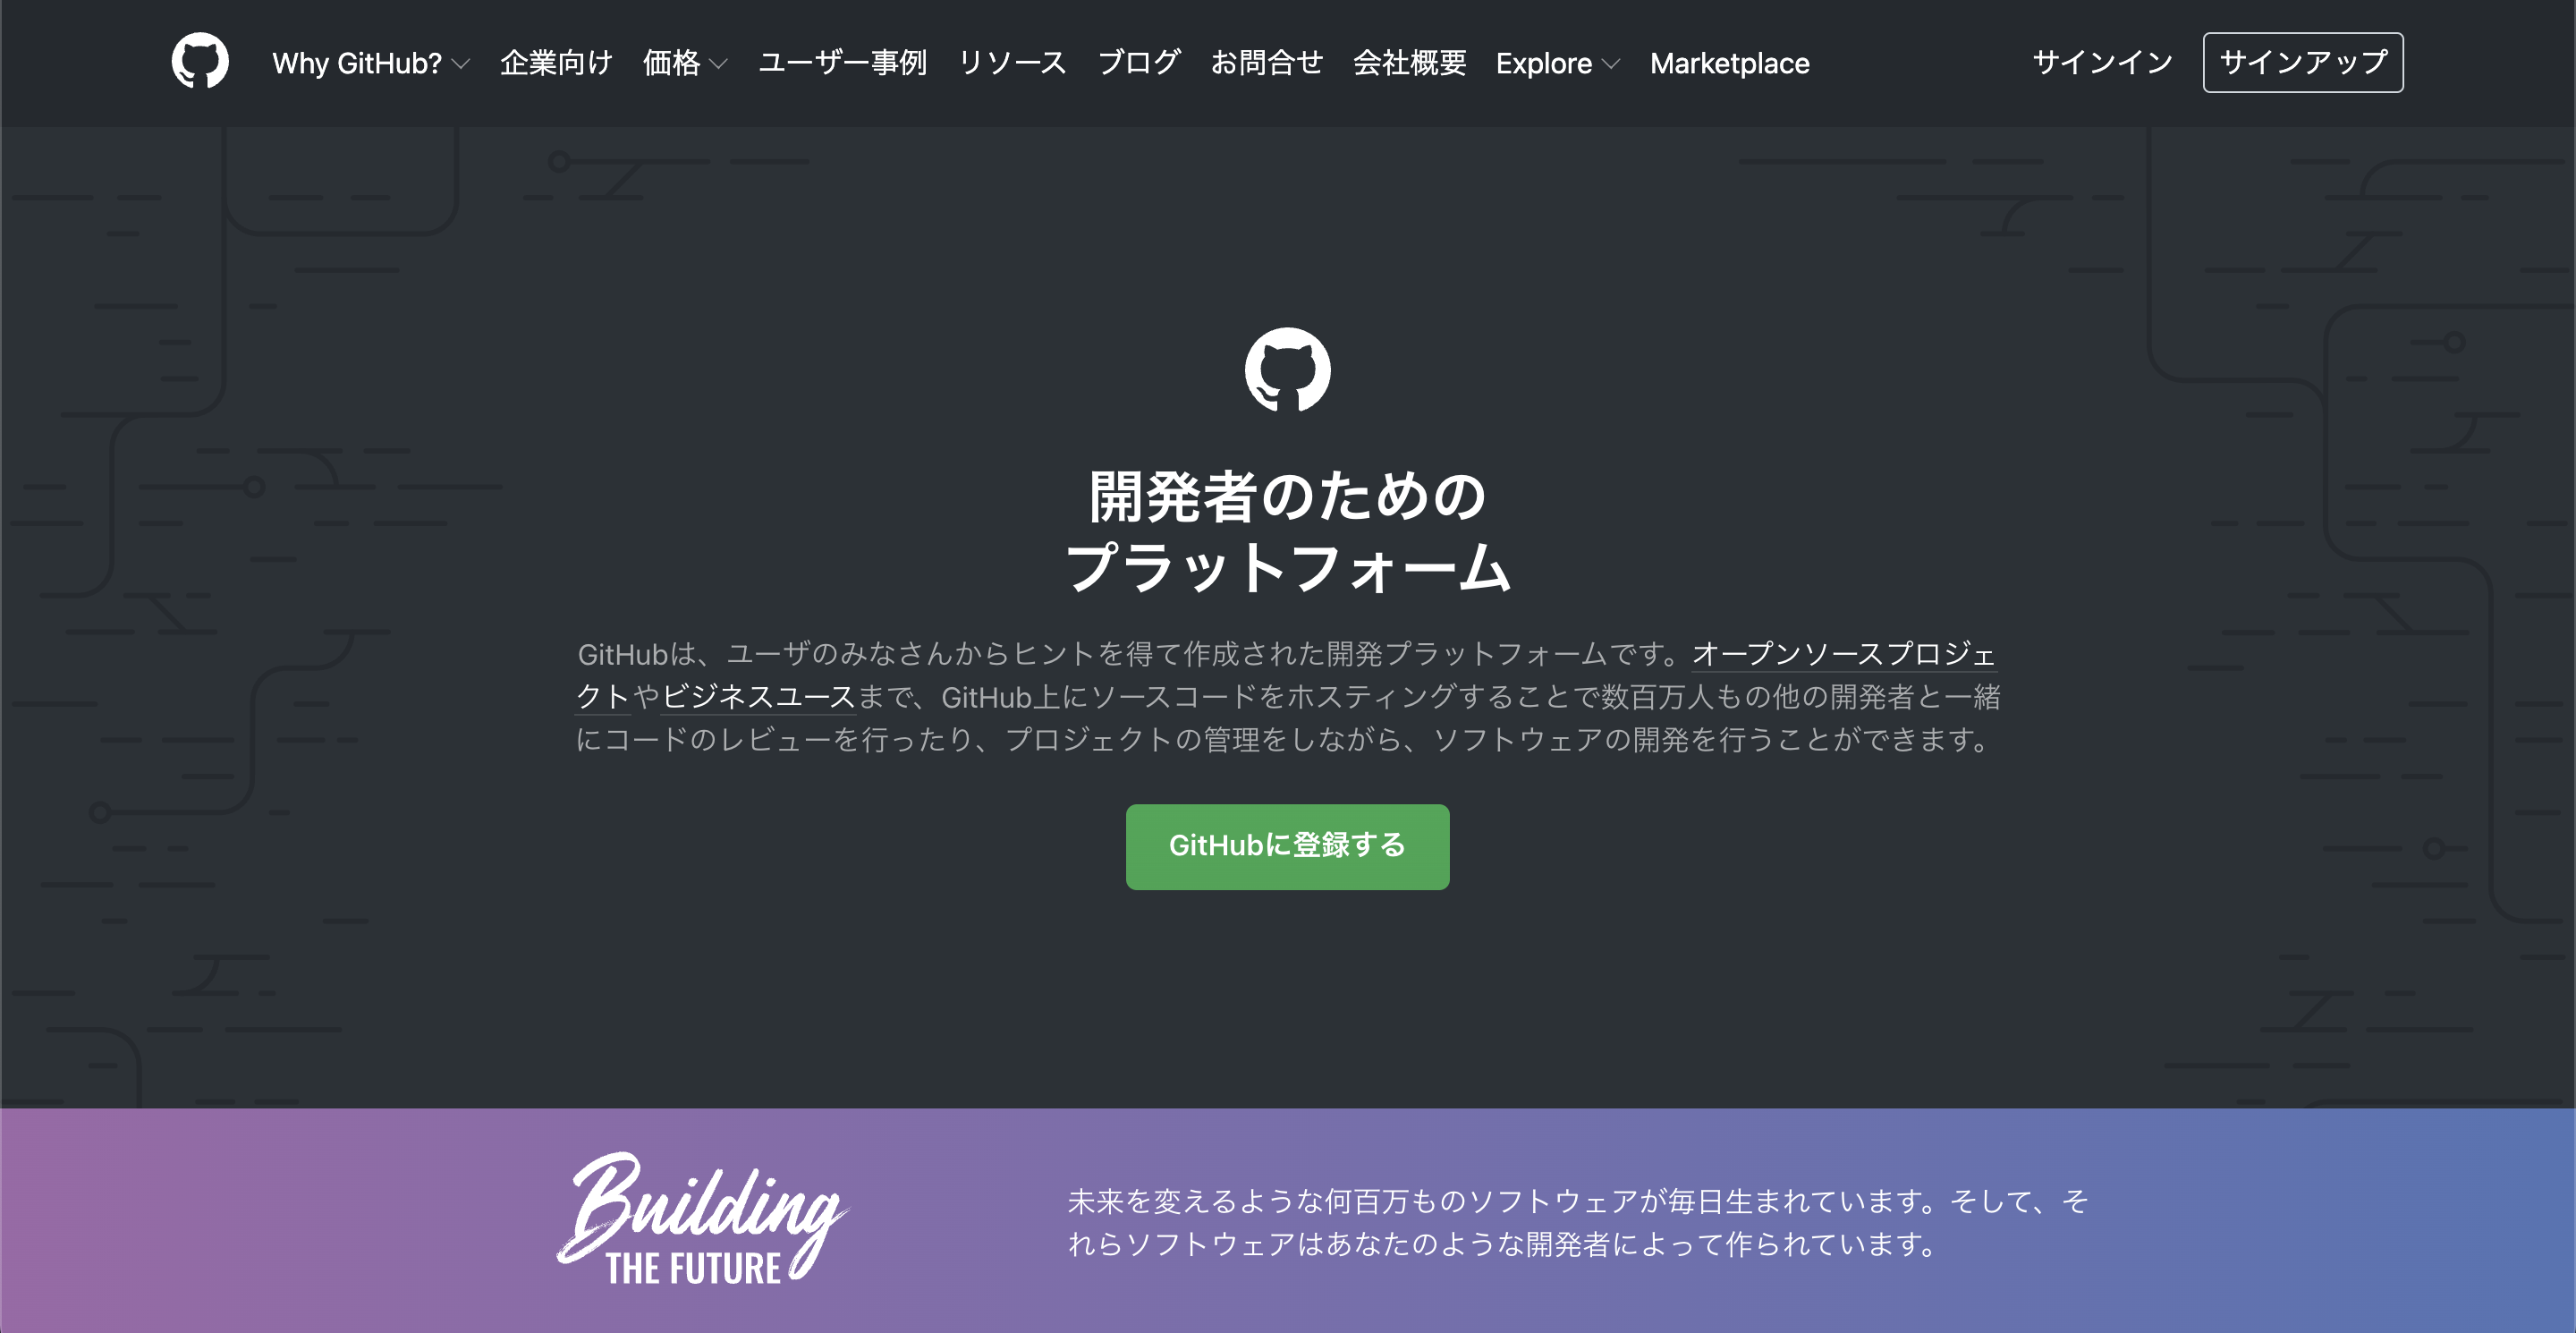 Why GitHub? 企業向け 価格 ユーザー事例 リソース ブログ お問合せ 会社概要 Explore Marketplace サインイン サインアップ
開発者のための
プラットフォーム
GitHubは、ユーザのみなさんからヒントを得て作成された開発プラットフォームです。オープンソースプロジェ
クトやビジネスユースまで、GitHub上にソースコードをホスティングすることで数百万人もの他の開発者と一緒
にコードのレビューを行ったり、プロジェクトの管理をしながら、ソフトウェアの開発を行うことができます。
GitHubに登録する
Building
THE FUTURE
未来を変えるような何百万ものソフトウェアが毎日生まれています。そして、そ
れらソフトウェアはあなたのような開発者によって作られています。